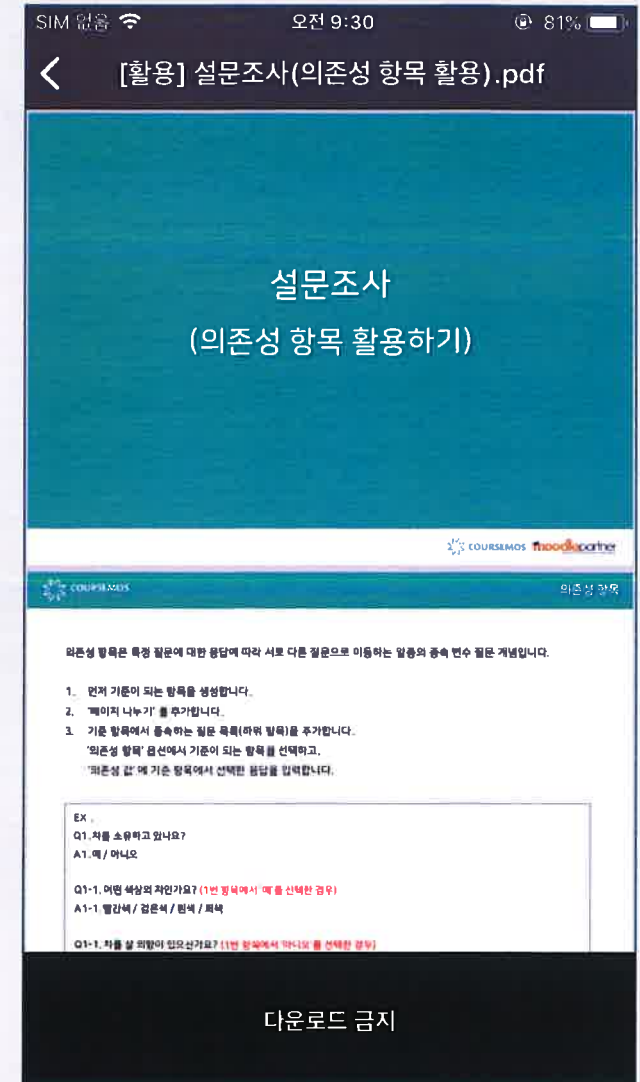 SIM 없음 오전 9:30 81%
[활용] 설문조사(의존성 항목 활용).pdf
설문조사
(의존성 항목 활용하기)
COURSEMOS moodlepartner
COURSEMOS 의존성 항목
의존성 항목은 특정 질문에 대한 응답에 따라 서로 다른 질문으로 이동하는 일종의 종속 변수 질문 개념입니다.
1. 먼저 기준이 되는 항목을 생성합니다.
2. '페이지 나누기' 를 추가합니다.
3. 기준 항목에서 종속하는 질문 목록(하위 항목)을 추가합니다.
'의존성 항목' 옵션에서 기준이 되는 항목을 선택하고,
'의존성 값' 에 기준 항목에서 선택한 응답을 입력합니다.
EX .
Q1.차를 소유하고 있나요?
A1.예 / 아니오
Q1-1. 어떤 색상의 차인가요? (1번 항목에서 '예'를 선택한 경우)
A1-1. 빨간색 / 검은색 / 흰색 / 회색
Q1-1. 차를 살 의향이 있으신가요? (1번 항목에서 '아니오'를 선택한 경우)
다운로드 금지